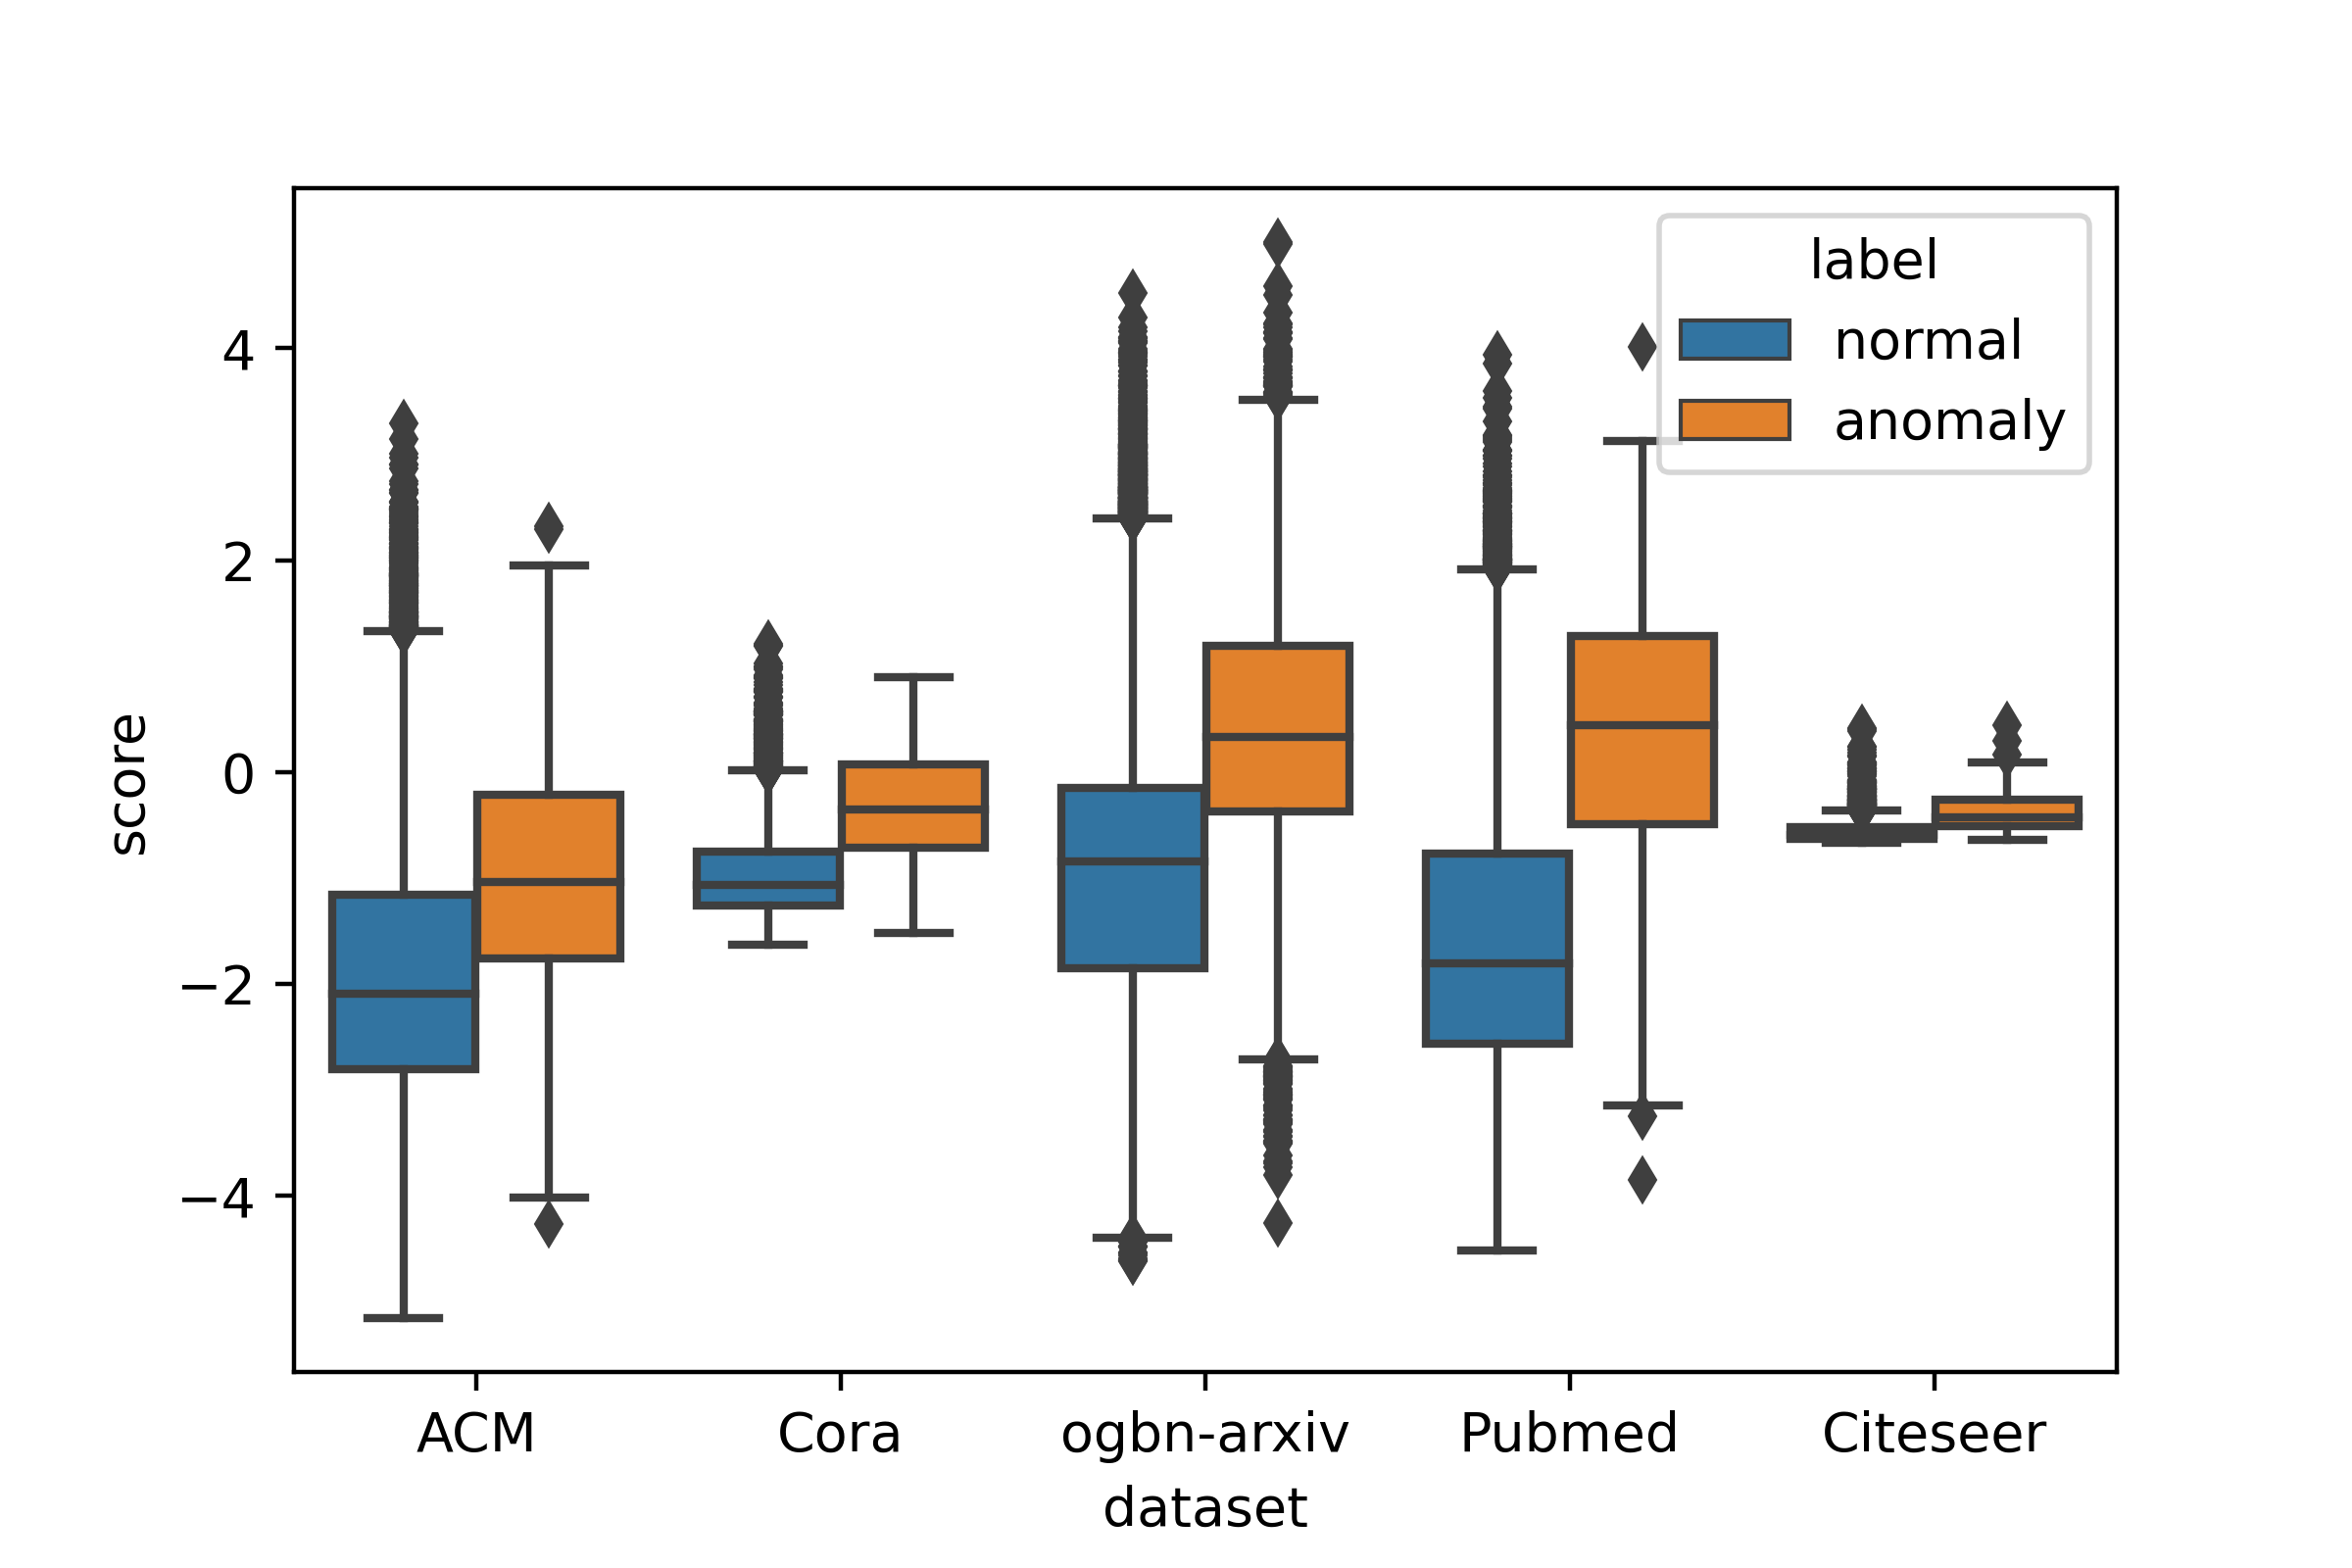 label
normal
anomaly
4
2
0
−2
−4
score
ACM
Cora
ogbn-arxiv
Pubmed
Citeseer
dataset